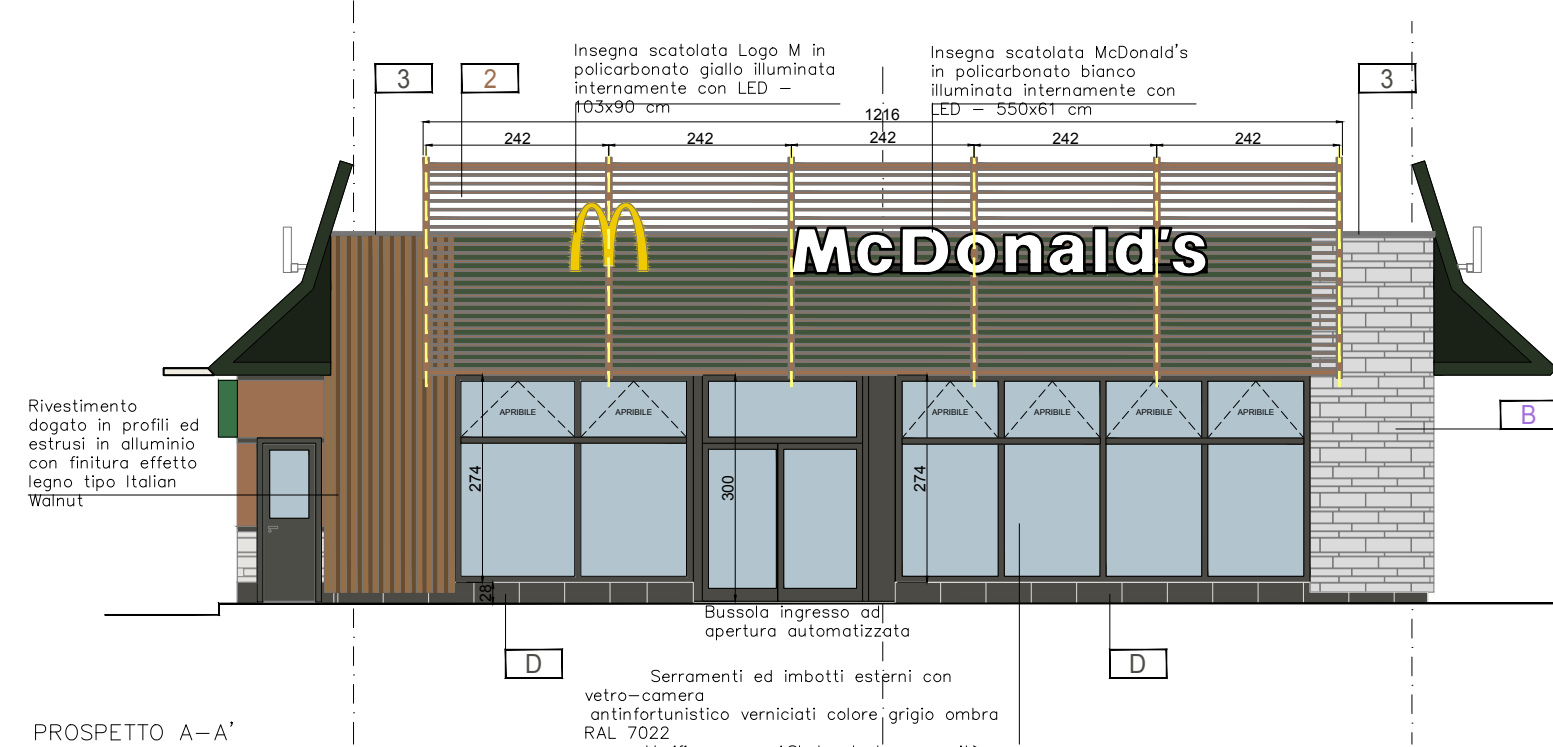 Insegna scatolata Logo M in
policarbonato giallo illuminata
internamente con LED –
103x90 cm
Insegna scatolata McDonald's
in policarbonato bianco
illuminata internamente con
LED – 550x61 cm
3
2
3
1216
242
242
242
242
242
McDonald's
Rivestimento
dogato in profili ed
estrusi in alluminio
con finitura effetto
legno tipo Italian
Walnut
APRIBILE
APRIBILE
APRIBILE
APRIBILE
APRIBILE
APRIBILE
B
274
300
274
28
Bussola ingresso ad
apertura automatizzata
D
D
Serramenti ed imbotti esterni con
vetro–camera
antinfortunistico verniciati colore grigio ombra
RAL 7022
PROSPETTO A–A'